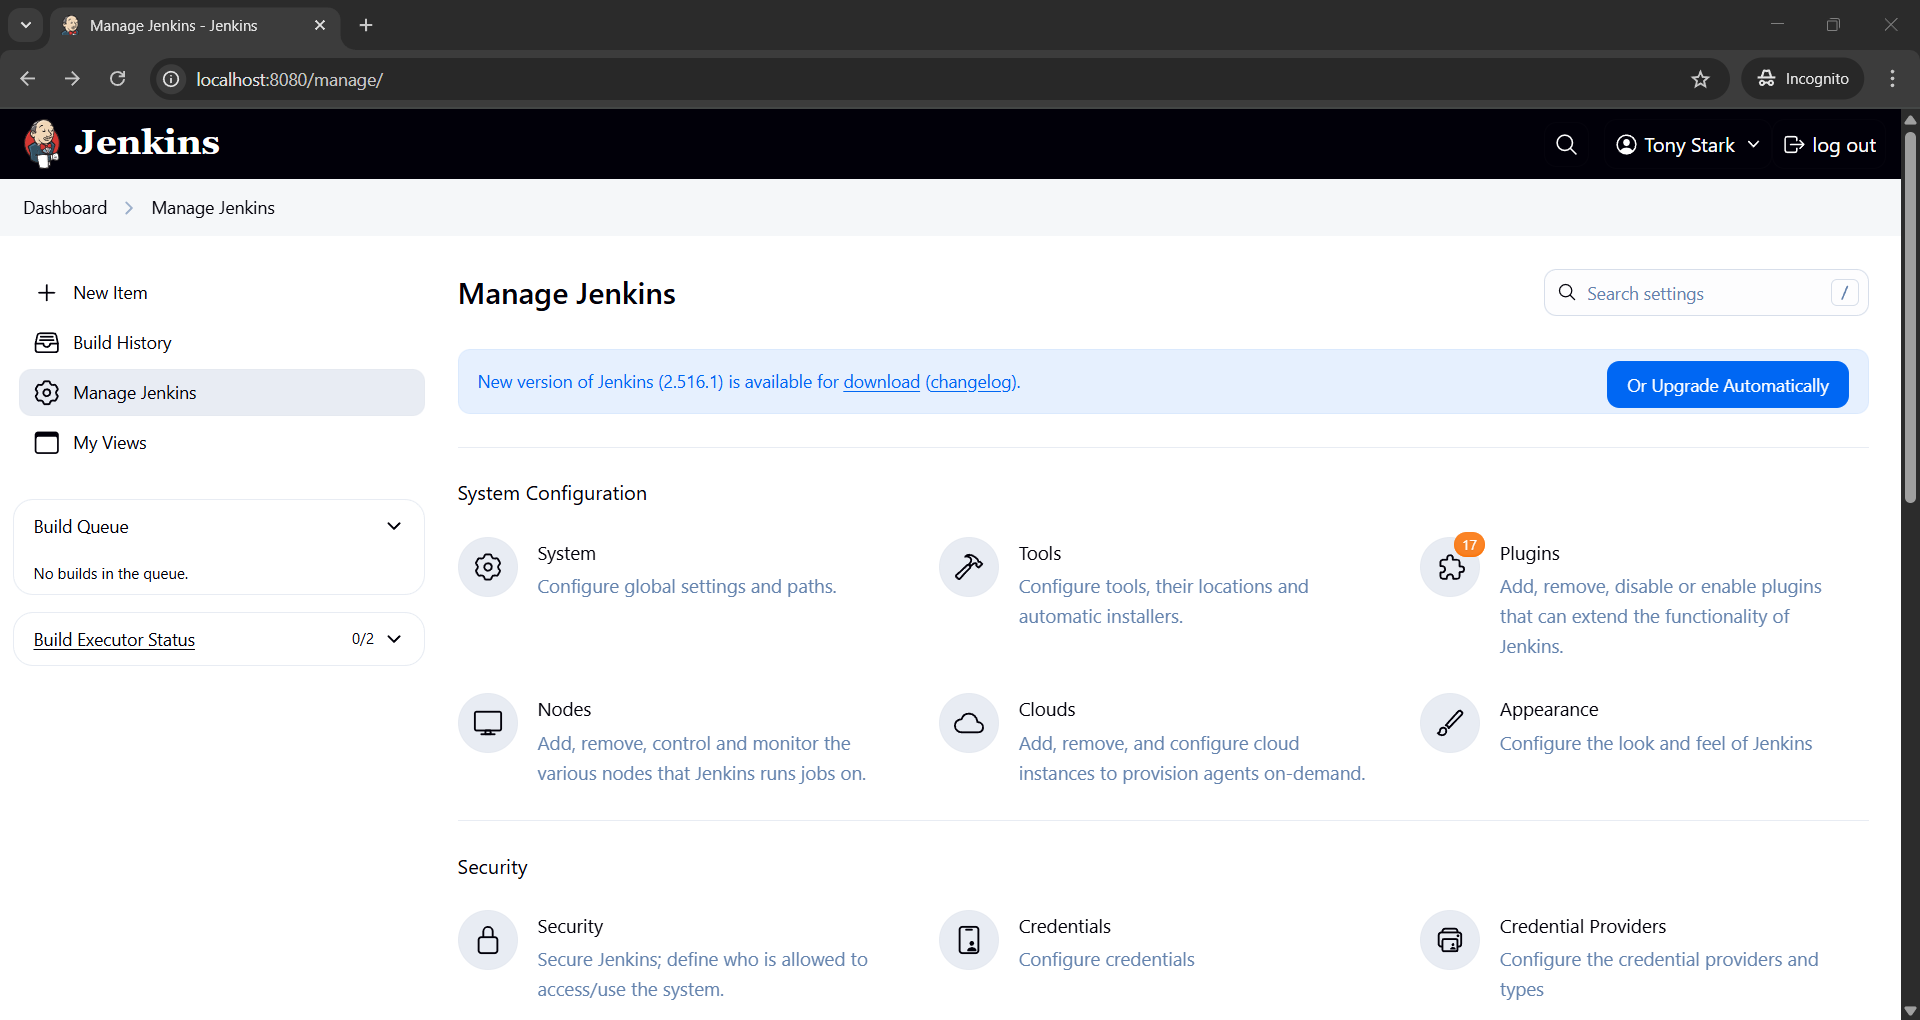 Manage Jenkins - Jenkins
localhost:8080/manage/
Incognito
Jenkins
Tony Stark
log out
Dashboard
Manage Jenkins
New Item
Build History
Manage Jenkins
My Views
Build Queue
No builds in the queue.
Build Executor Status
0/2
Manage Jenkins
Search settings
/
New version of Jenkins (2.516.1) is available for download (changelog).
Or Upgrade Automatically
System Configuration
System
Configure global settings and paths.
Tools
Configure tools, their locations and
automatic installers.
17
Plugins
Add, remove, disable or enable plugins
that can extend the functionality of
Jenkins.
Nodes
Add, remove, control and monitor the
various nodes that Jenkins runs jobs on.
Clouds
Add, remove, and configure cloud
instances to provision agents on-demand.
Appearance
Configure the look and feel of Jenkins
Security
Security
Secure Jenkins; define who is allowed to
access/use the system.
Credentials
Configure credentials
Credential Providers
Configure the credential providers and
types